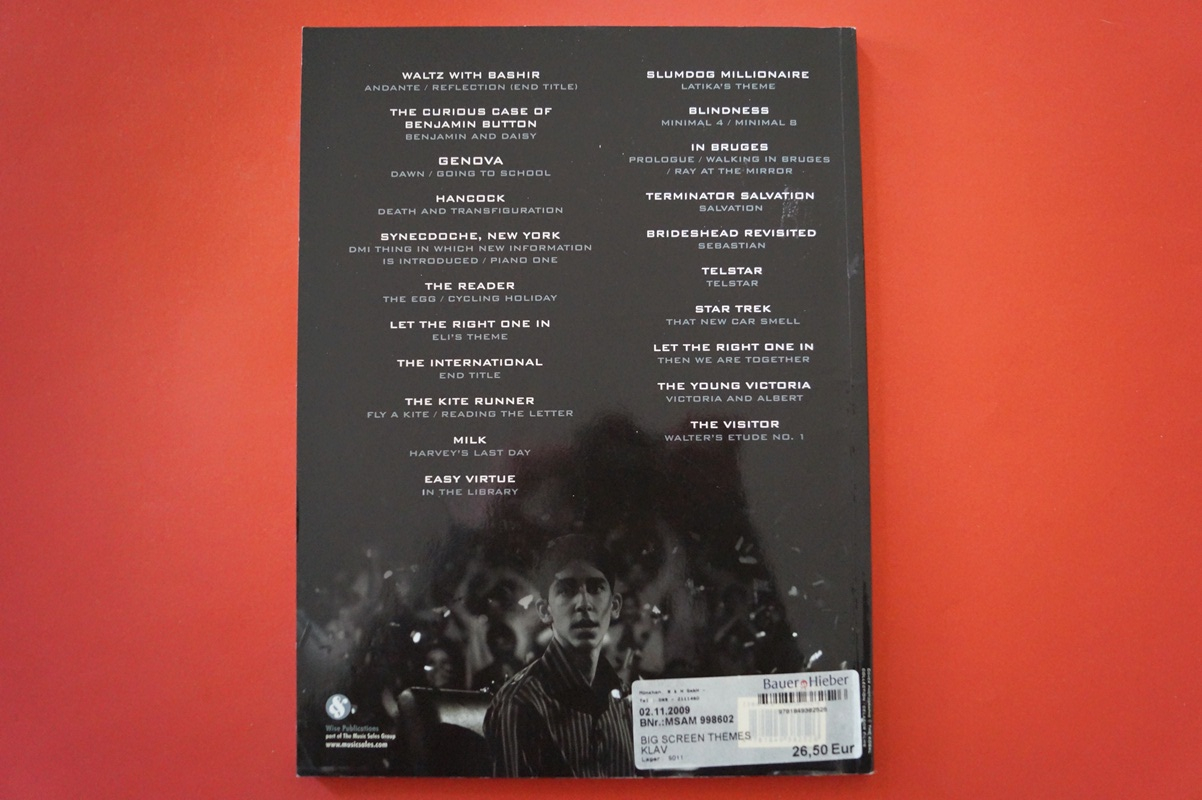 WALTZ WITH BASHIR
ANDANTE / REFLECTION (END TITLE)
THE CURIOUS CASE OF
BENJAMIN BUTTON
BENJAMIN AND DAISY
GENOVA
DAWN / GOING TO SCHOOL
HANCOCK
DEATH AND TRANSFIGURATION
SYNECDOCHE, NEW YORK
DMI THING IN WHICH NEW INFORMATION
IS INTRODUCED / PIANO ONE
THE READER
THE EGG / CYCLING HOLIDAY
LET THE RIGHT ONE IN
ELI'S THEME
THE INTERNATIONAL
END TITLE
THE KITE RUNNER
FLY A KITE / READING THE LETTER
MILK
HARVEY'S LAST DAY
EASY VIRTUE
IN THE LIBRARY
SLUMDOG MILLIONAIRE
LATIKA'S THEME
BLINDNESS
MINIMAL 4 / MINIMAL 8
IN BRUGES
PROLOGUE / WALKING IN BRUGES
/ RAY AT THE MIRROR
TERMINATOR SALVATION
SALVATION
BRIDESHEAD REVISITED
SEBASTIAN
TELSTAR
TELSTAR
STAR TREK
THAT NEW CAR SMELL
LET THE RIGHT ONE IN
THEN WE ARE TOGETHER
THE YOUNG VICTORIA
VICTORIA AND ALBERT
THE VISITOR
WALTER'S ETUDE NO. 1
Wise Publications
part of The Music Sales Group
www.musicsales.com
Bauer Hieber
München,
02.11.2009
BNr.:MSAM 998602
BIG SCREEN THEMES
KLAV
Lager
26,50 Eur